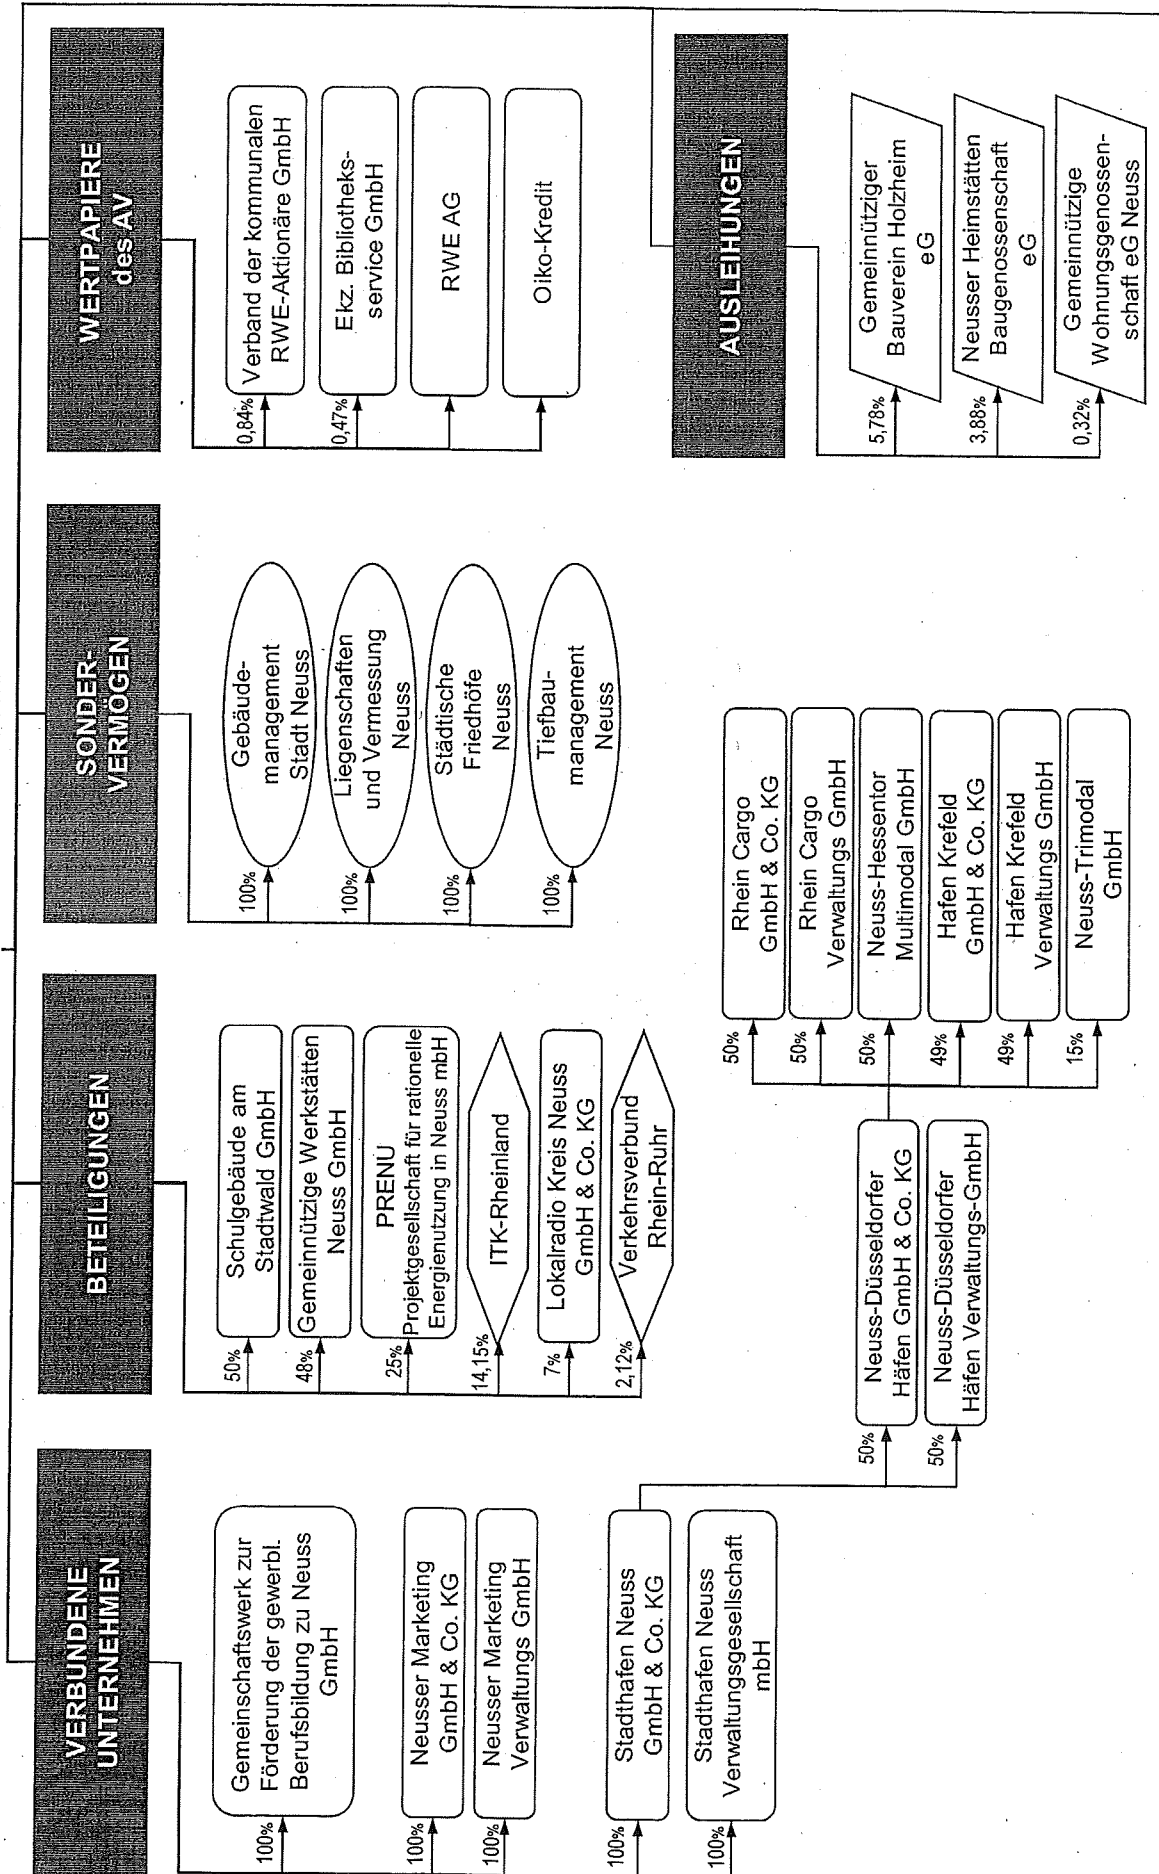 VERBUNDENE
UNTERNEHMEN
100%
Gemeinschaftswerk zur
Förderung der gewerbl.
Berufsbildung zu Neuss
GmbH
100%
Neusser Marketing
GmbH & Co. KG
100%
Neusser Marketing
Verwaltungs GmbH
100%
Stadthafen Neuss
GmbH & Co. KG
100%
Stadthafen Neuss
Verwaltungsgesellschaft
mbH
50%
Neuss-Düsseldorfer
Häfen GmbH & Co. KG
50%
Neuss-Düsseldorfer
Häfen Verwaltungs-GmbH
50%
Rhein Cargo
GmbH & Co. KG
50%
Rhein Cargo
Verwaltungs GmbH
50%
Neuss-Hessentor
Multimodal GmbH
49%
Hafen Krefeld
GmbH & Co. KG
49%
Hafen Krefeld
Verwaltungs GmbH
15%
Neuss-Trimodal
GmbH
BETEILIGUNGEN
50%
Schulgebäude am
Stadtwald GmbH
48%
Gemeinnützige Werkstätten
Neuss GmbH
25%
PRENU
Projektgesellschaft für rationelle
Energienutzung in Neuss mbH
14,15%
ITK-Rheinland
7%
Lokalradio Kreis Neuss
GmbH & Co. KG
2,12%
Verkehrsverbund
Rhein-Ruhr
SONDER-
VERMÖGEN
100%
Gebäude-
management
Stadt Neuss
100%
Liegenschaften
und Vermessung
Neuss
100%
Städtische
Friedhöfe
Neuss
100%
Tiefbau-
management
Neuss
WERTPAPIERE
des AV
0,84%
Verband der kommunalen
RWE-Aktionäre GmbH
0,47%
Ekz. Bibliotheks-
service GmbH
RWE AG
Oiko-Kredit
AUSLEIHUNGEN
5,78%
Gemeinnütziger
Bauverein Holzheim
eG
3,88%
Neusser Heimstätten
Baugenossenschaft
eG
0,32%
Gemeinnützige
Wohnungsgenossen-
schaft eG Neuss